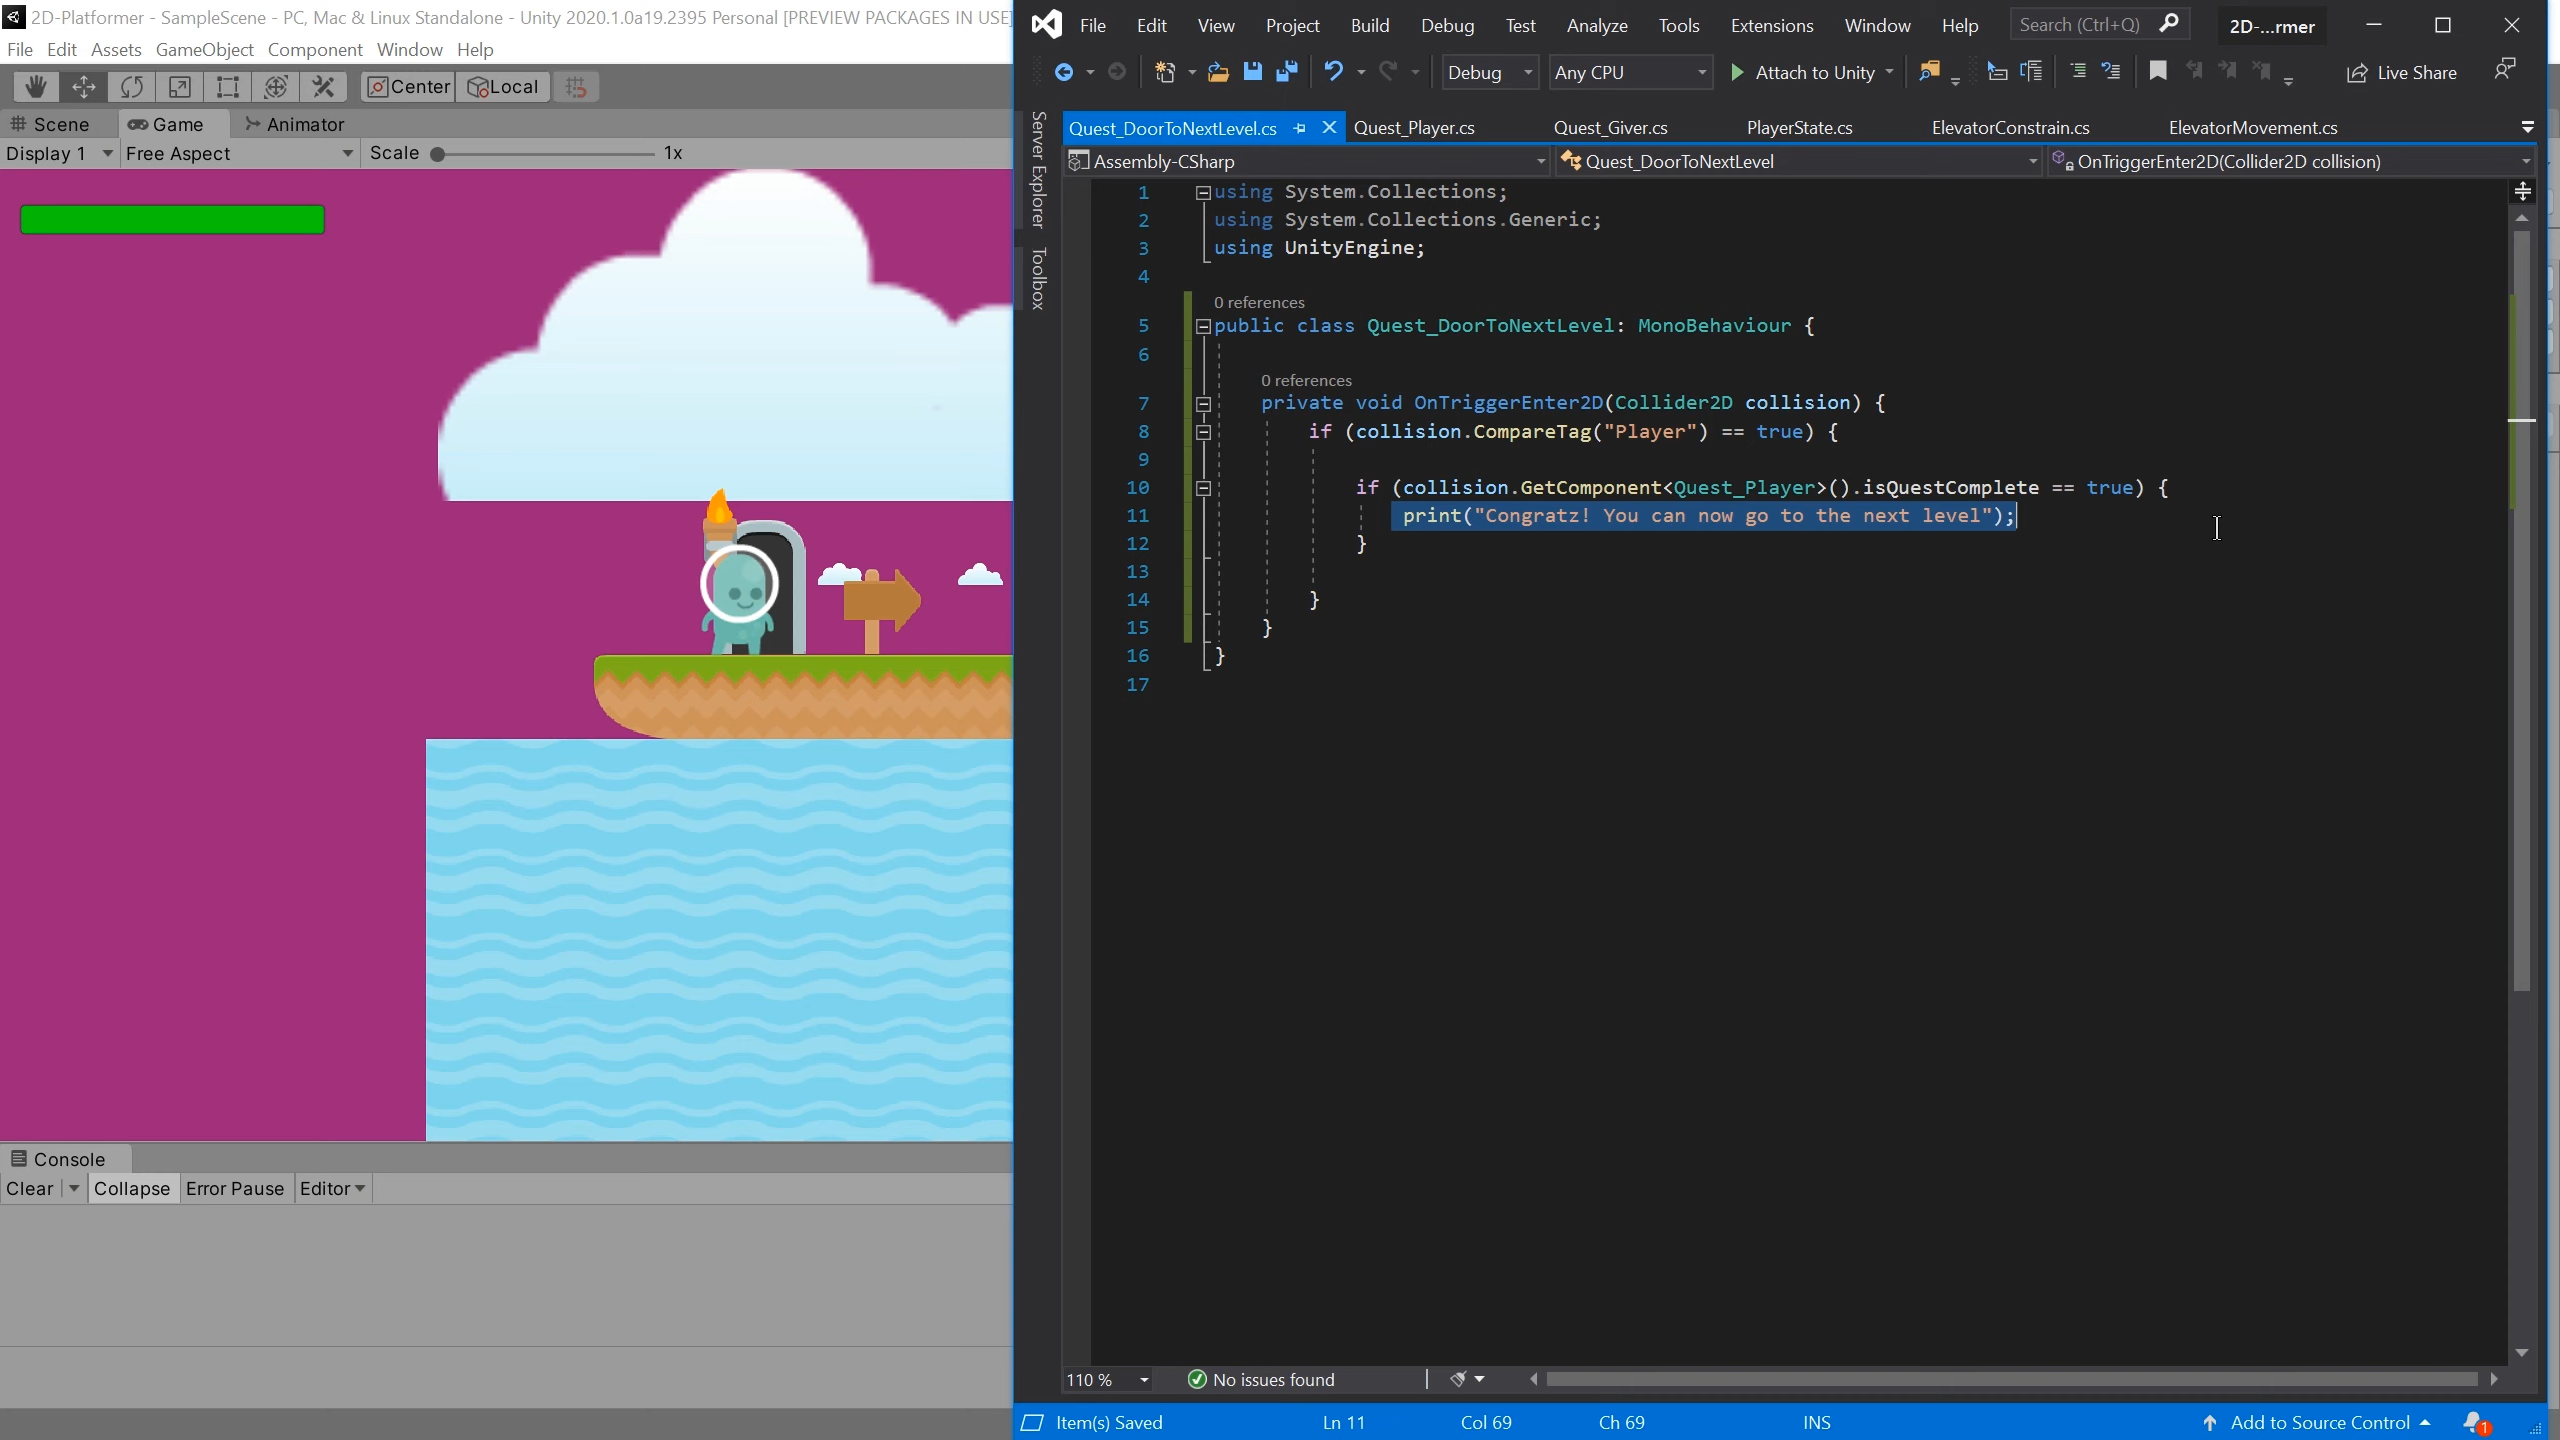 2D-Platformer - SampleScene - PC, Mac & Linux Standalone - Unity 2020.1.0a19.2395 Personal [PREVIEW PACKAGES IN USE]
File Edit Assets GameObject Component Window Help
Center Local
Scene Game Animator
Display 1 Free Aspect Scale 1x
Console
Clear Collapse Error Pause Editor
File Edit View Project Build Debug Test Analyze Tools Extensions Window Help Search (Ctrl+Q) 2D-...rmer
Debug Any CPU Attach to Unity Live Share
Server Explorer
Toolbox
Quest_DoorToNextLevel.cs Quest_Player.cs Quest_Giver.cs PlayerState.cs ElevatorConstrain.cs ElevatorMovement.cs
Assembly-CSharp Quest_DoorToNextLevel OnTriggerEnter2D(Collider2D collision)
1 using System.Collections;
2 using System.Collections.Generic;
3 using UnityEngine;
4
0 references
5 public class Quest_DoorToNextLevel: MonoBehaviour {
6
0 references
7 private void OnTriggerEnter2D(Collider2D collision) {
8 if (collision.CompareTag("Player") == true) {
9
10 if (collision.GetComponent<Quest_Player>().isQuestComplete == true) {
11 print("Congratz! You can now go to the next level");
12 }
13
14 }
15 }
16 }
17
110 % No issues found
Item(s) Saved Ln 11 Col 69 Ch 69 INS Add to Source Control 1